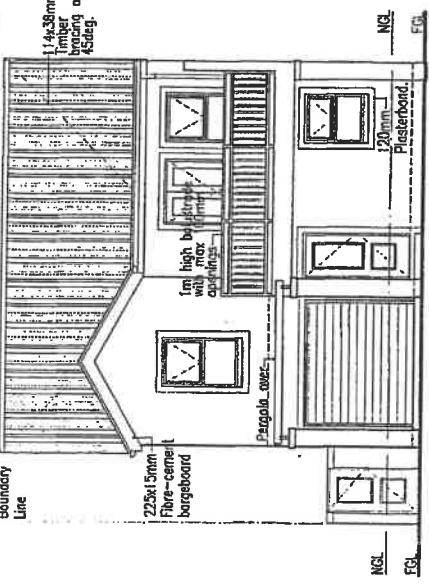 Boundary
Line
114x38mm
Timber
bracing
45deg.
225x15mm
Fibre-cement
bargeboard
1m high balustrade
with max
openings
Pergola over
120mm
Plasterband.
NGL
FGL
NGL
FGL